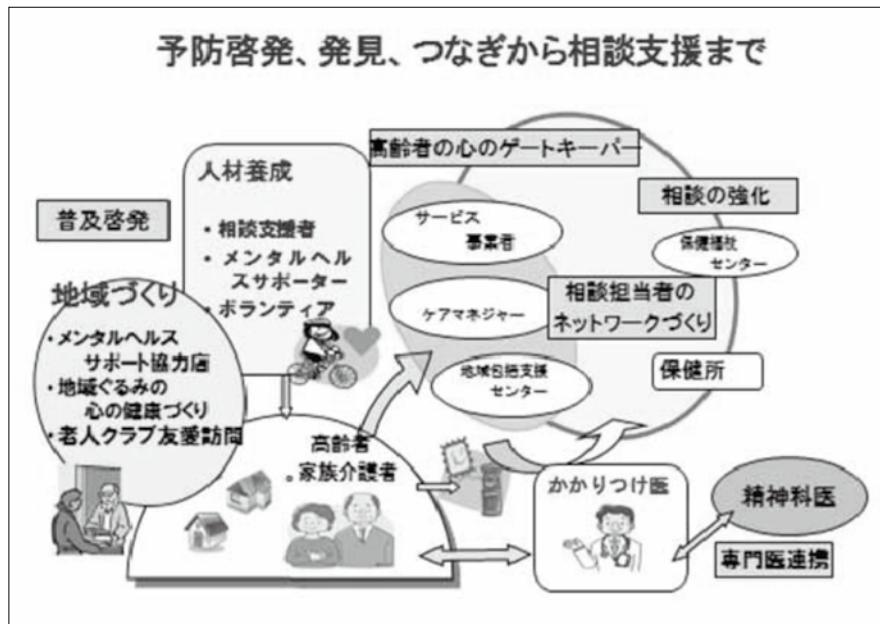 予防啓発、発見、つなぎから相談支援まで
高齢者の心のゲートキーパー
人材養成
・相談支援者
・メンタルヘル
スサポーター
・ボランティア
相談の強化
普及啓発
サービス
事業者
保健福祉
センター
地域づくり
・メンタルヘルス
サポート協力店
・地域ぐるみの
心の健康づくり
・老人クラブ友愛訪問
ケアマネジャー
相談担当者の
ネットワークづくり
地域包括支援
センター
保健所
高齢者
。家族介護者
かかりつけ医
精神科医
専門医連携